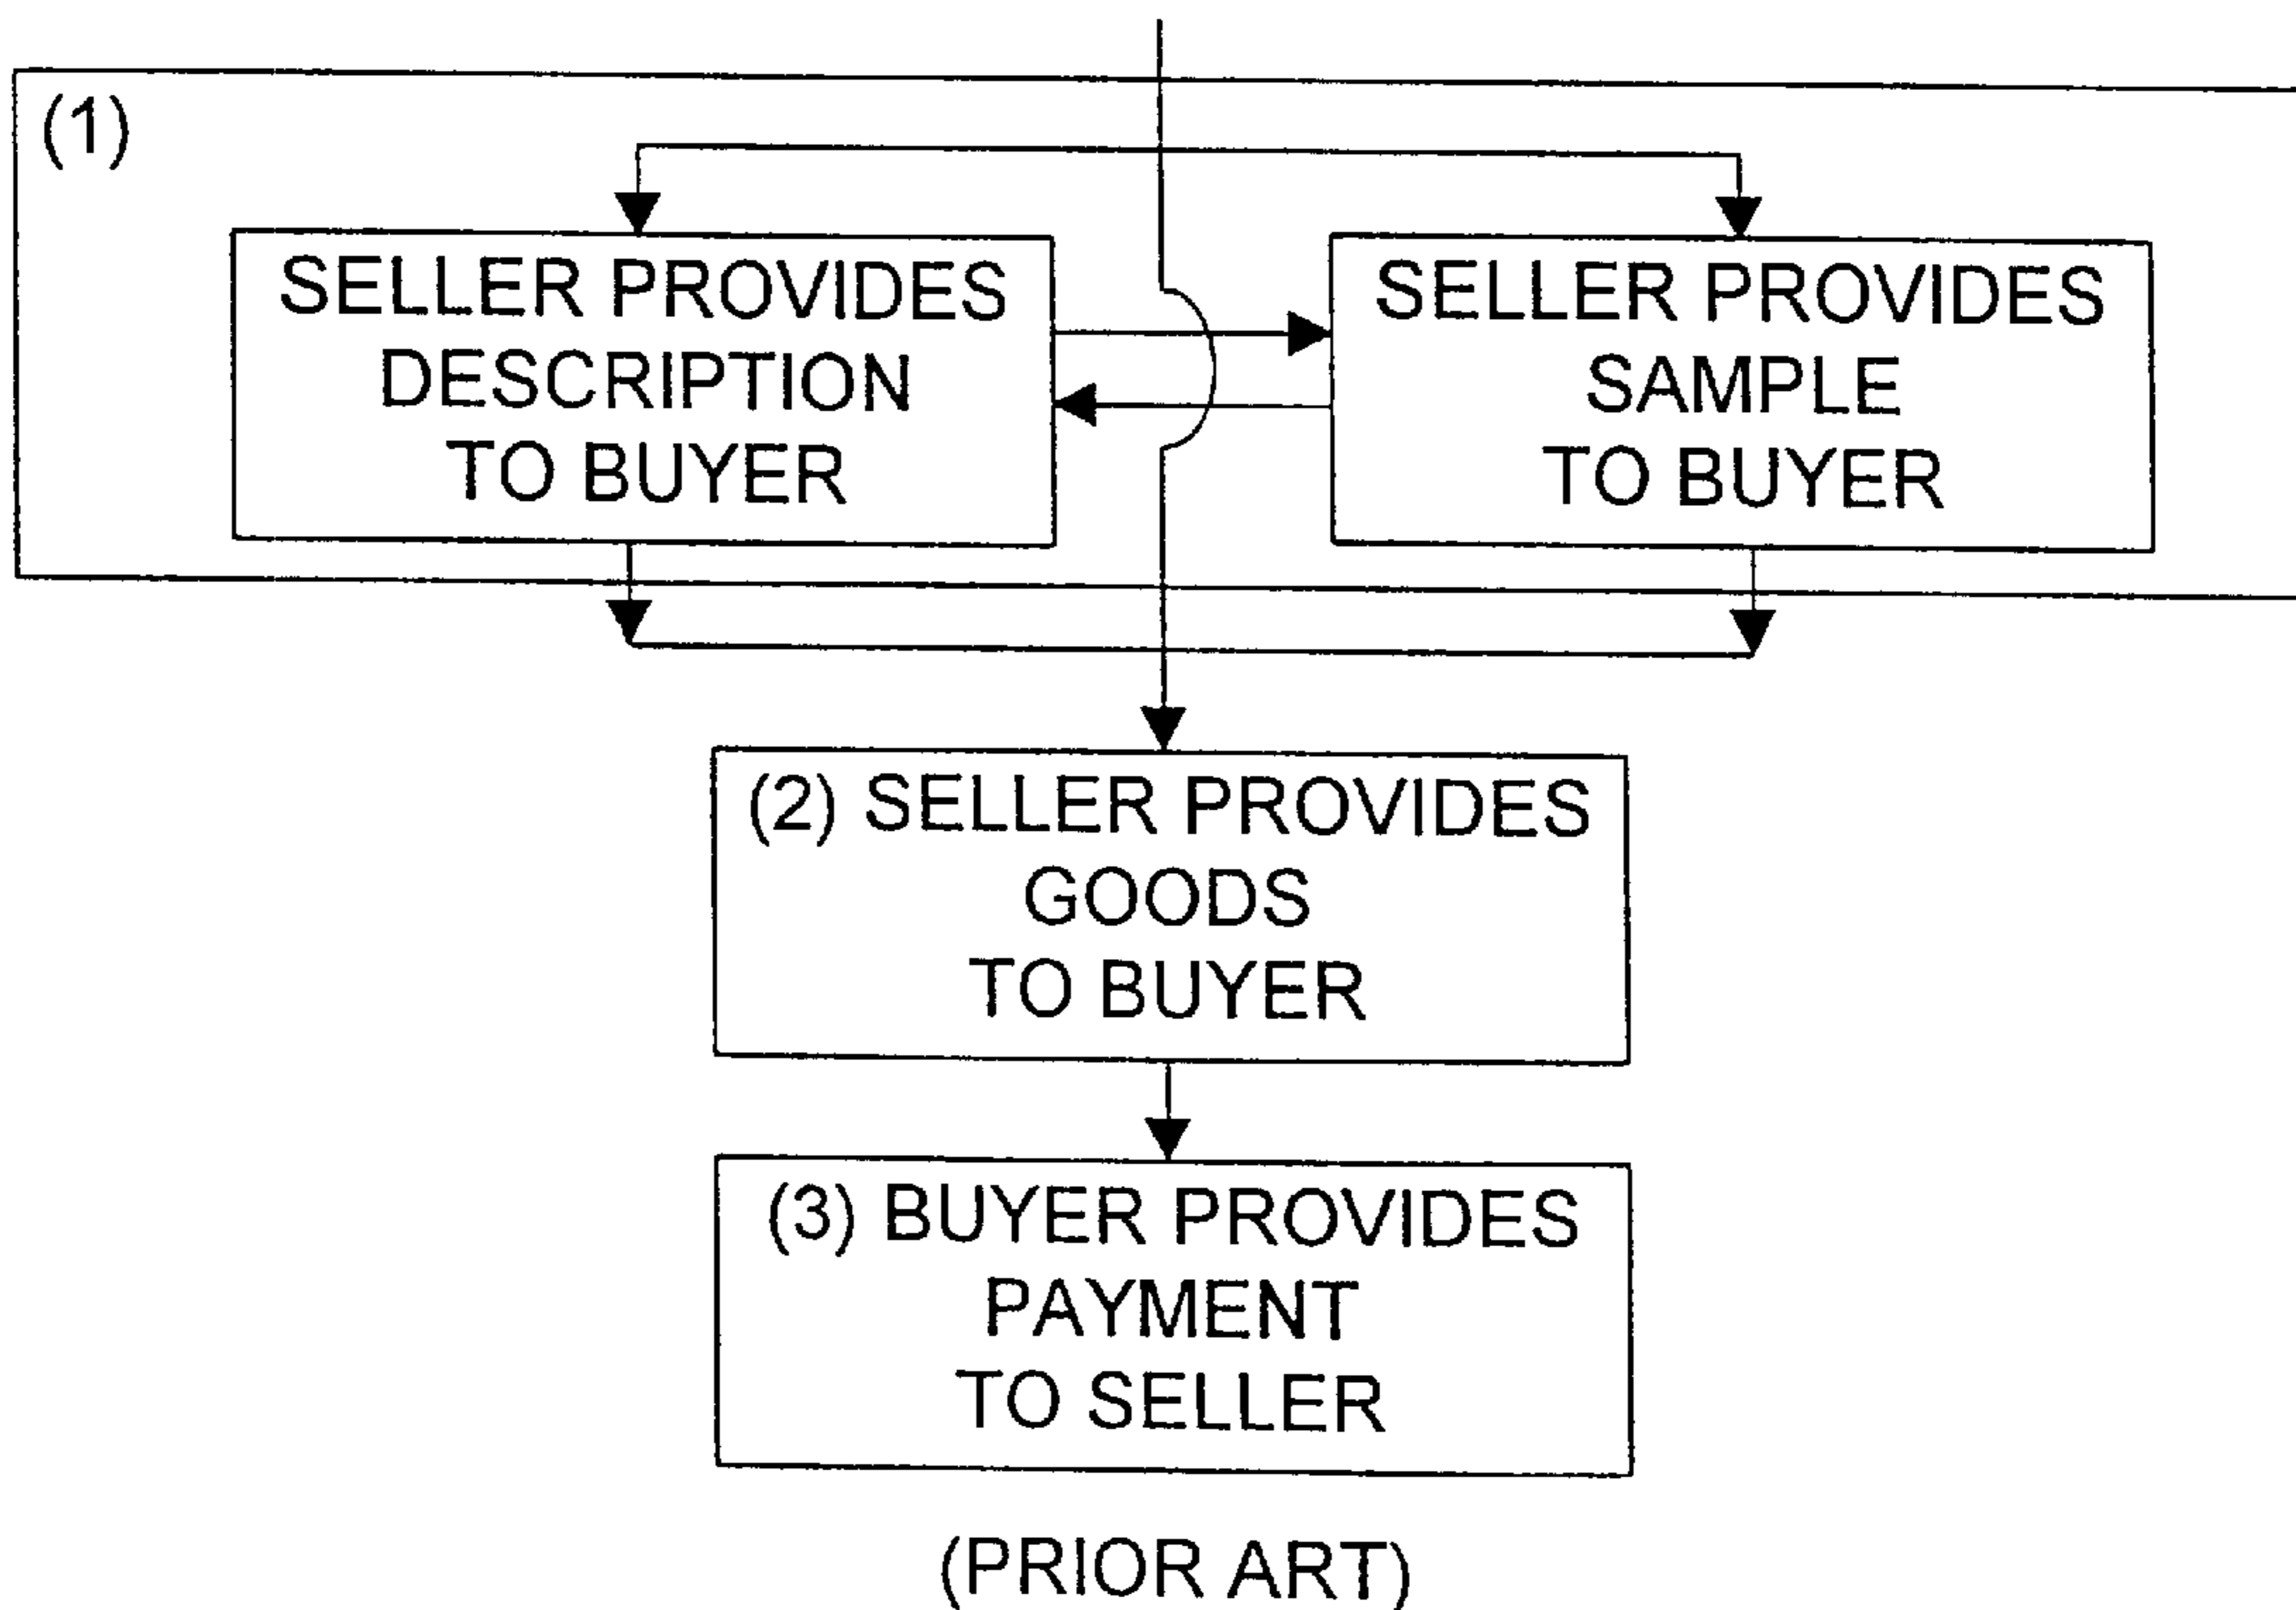 (1)
SELLER PROVIDES
DESCRIPTION
TO BUYER
SELLER PROVIDES
SAMPLE
TO BUYER
(2) SELLER PROVIDES
GOODS
TO BUYER
(3) BUYER PROVIDES
PAYMENT
TO SELLER
(PRIOR ART)